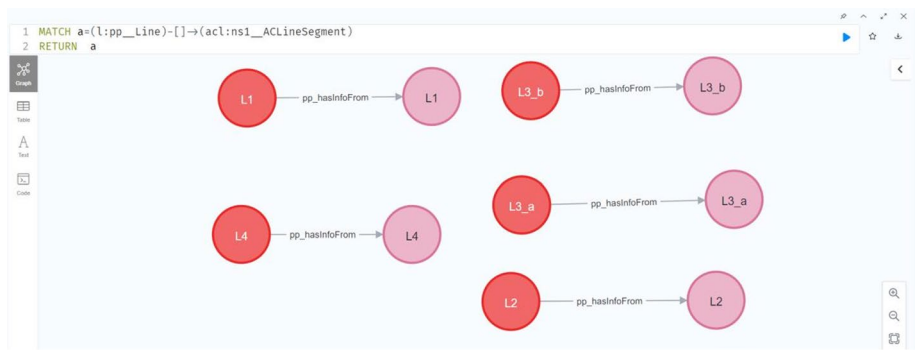 1 MATCH a=(l:pp__Line)-[]→(acl:ns1__ACLineSegment)
2 RETURN a
Graph
Table
A
Text
Code
L1 pp_hasInfoFrom L1
L3_b pp_hasInfoFrom L3_b
L3_a pp_hasInfoFrom L3_a
L4 pp_hasInfoFrom L4
L2 pp_hasInfoFrom L2